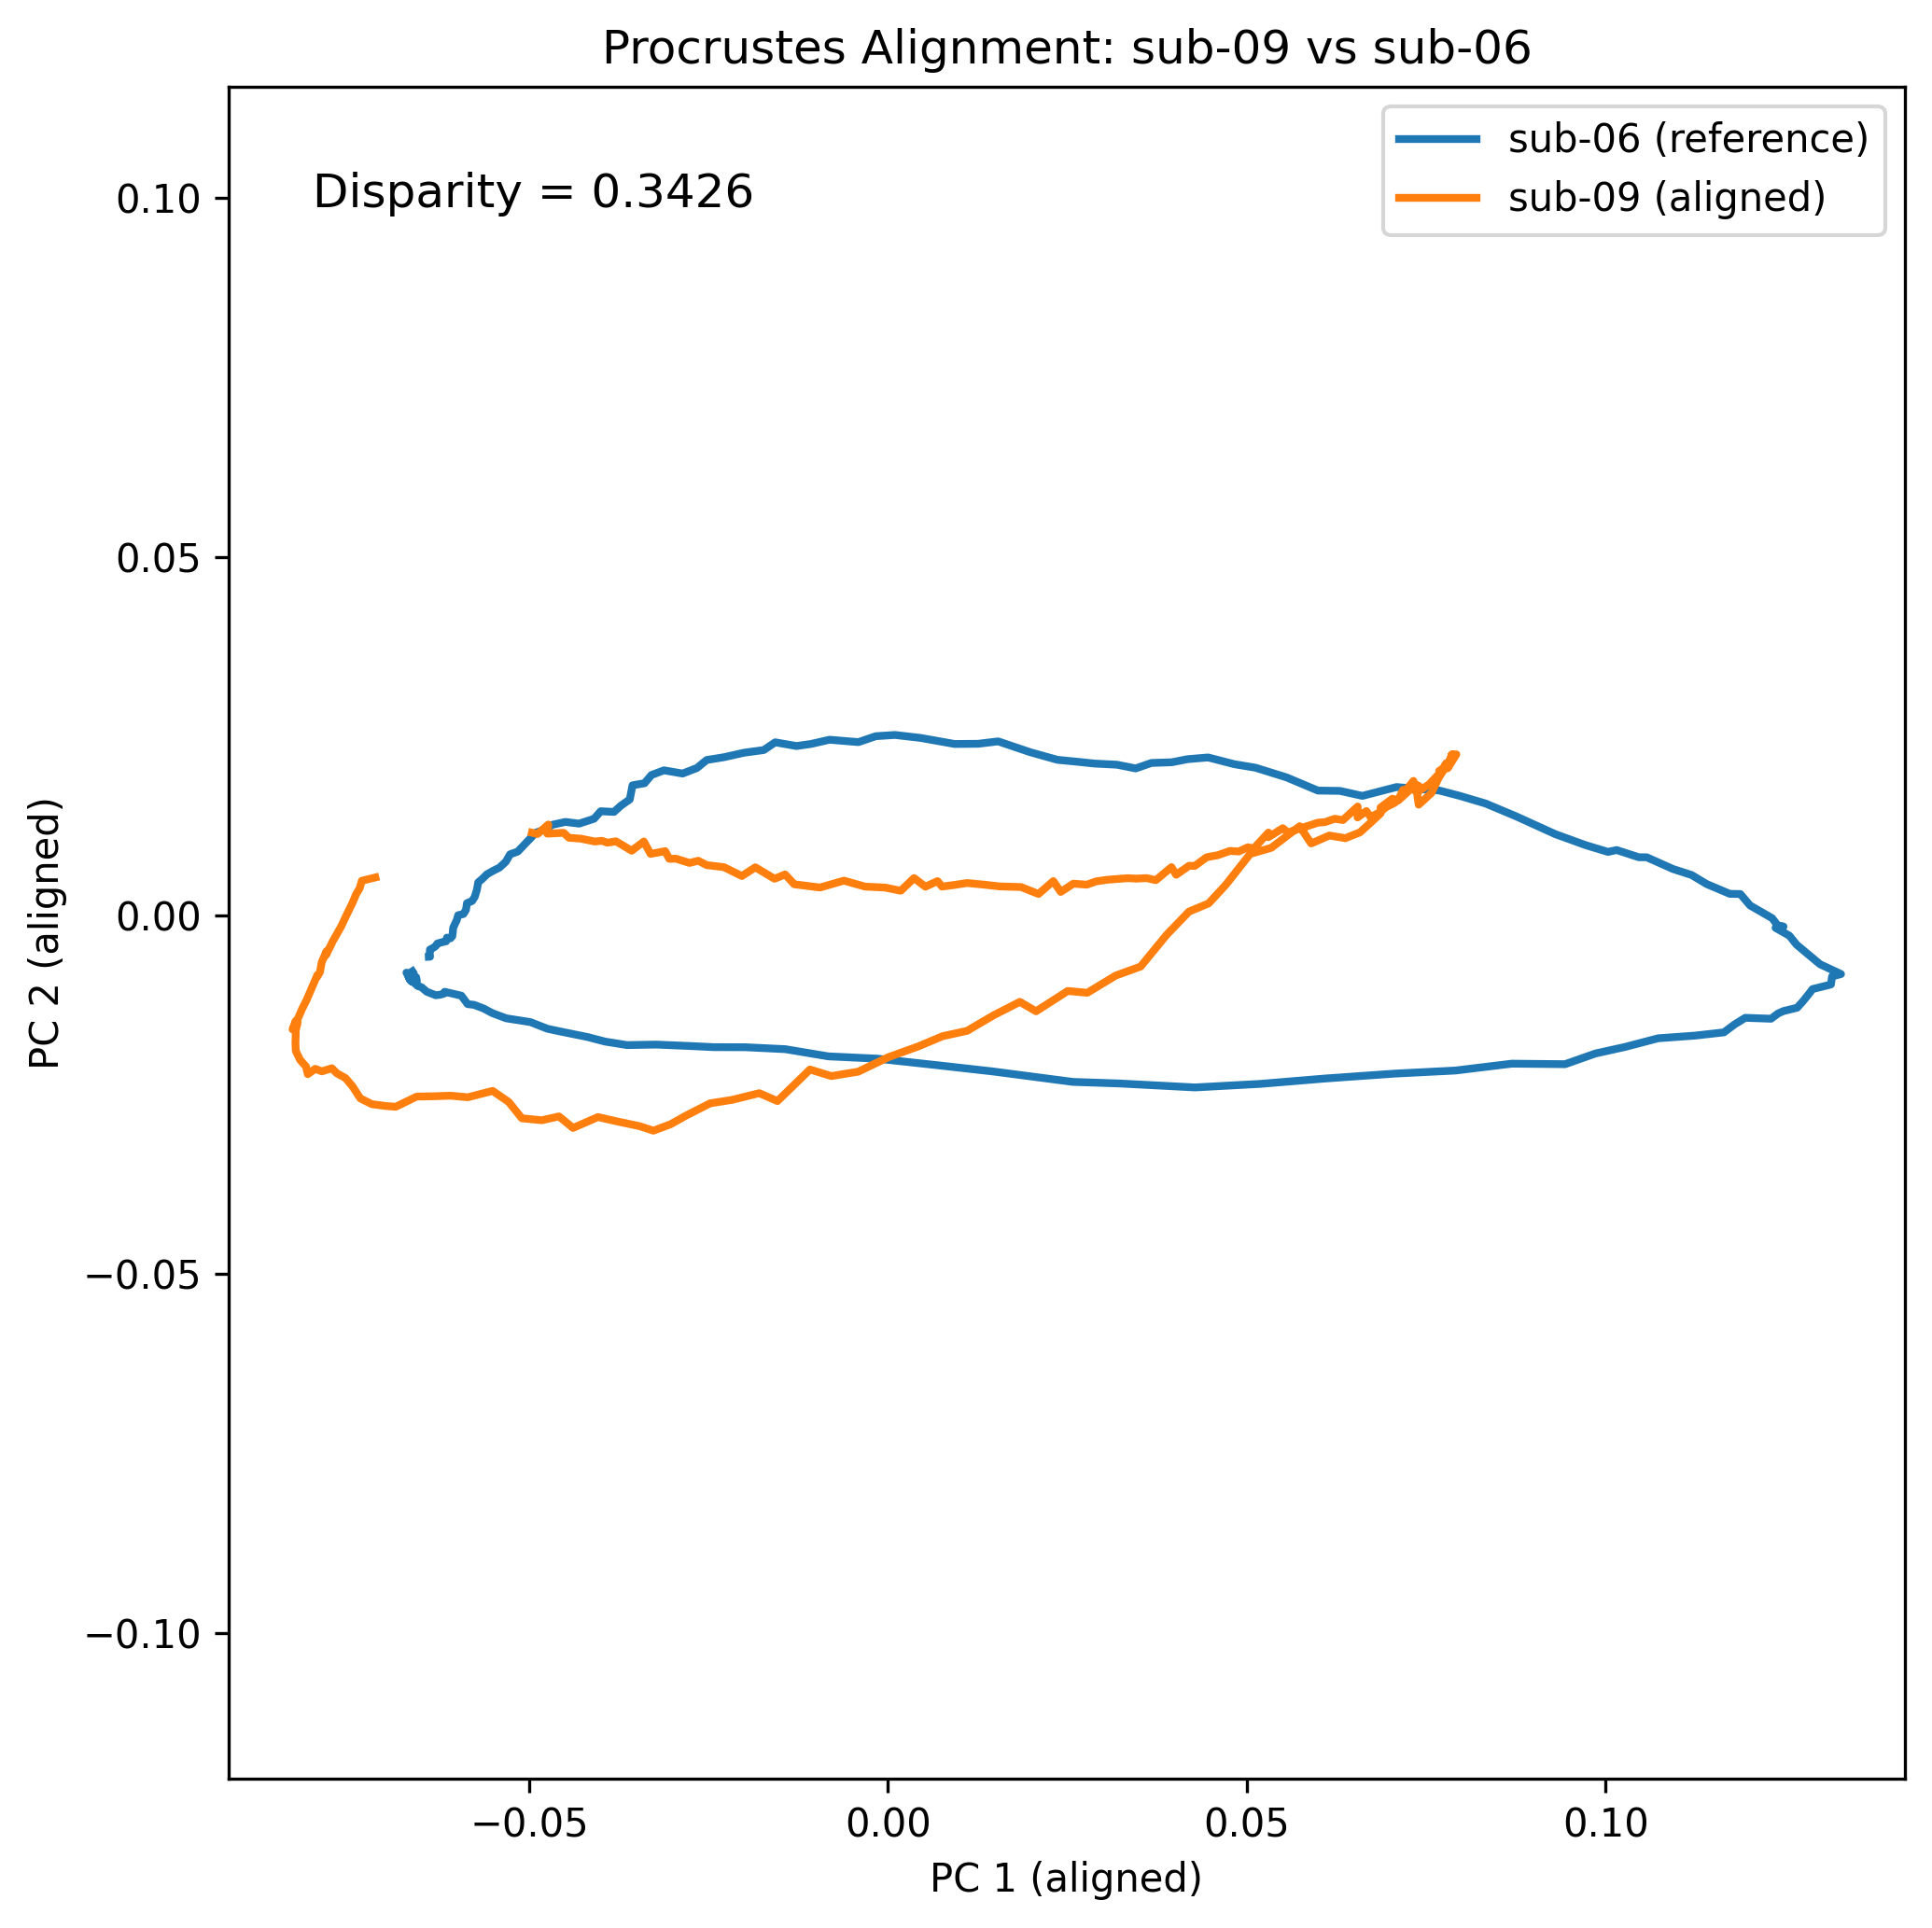 Procrustes Alignment: sub-09 vs sub-06
sub-06 (reference)
sub-09 (aligned)
Disparity = 0.3426
0.10
0.05
0.00
−0.05
−0.10
PC 2 (aligned)
−0.05
0.00
0.05
0.10
PC 1 (aligned)